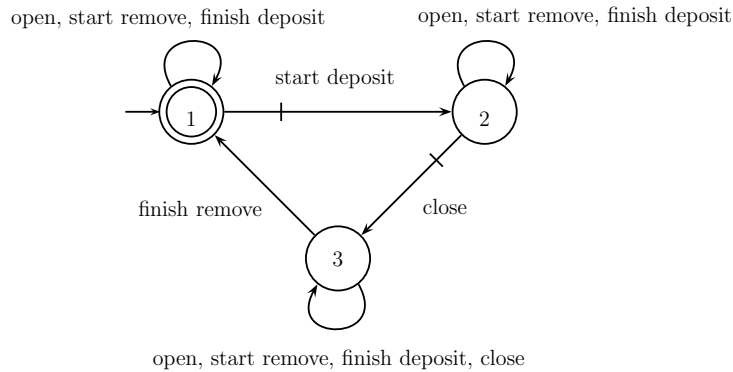 open, start remove, finish deposit
open, start remove, finish deposit
start deposit
1
2
finish remove
close
3
open, start remove, finish deposit, close